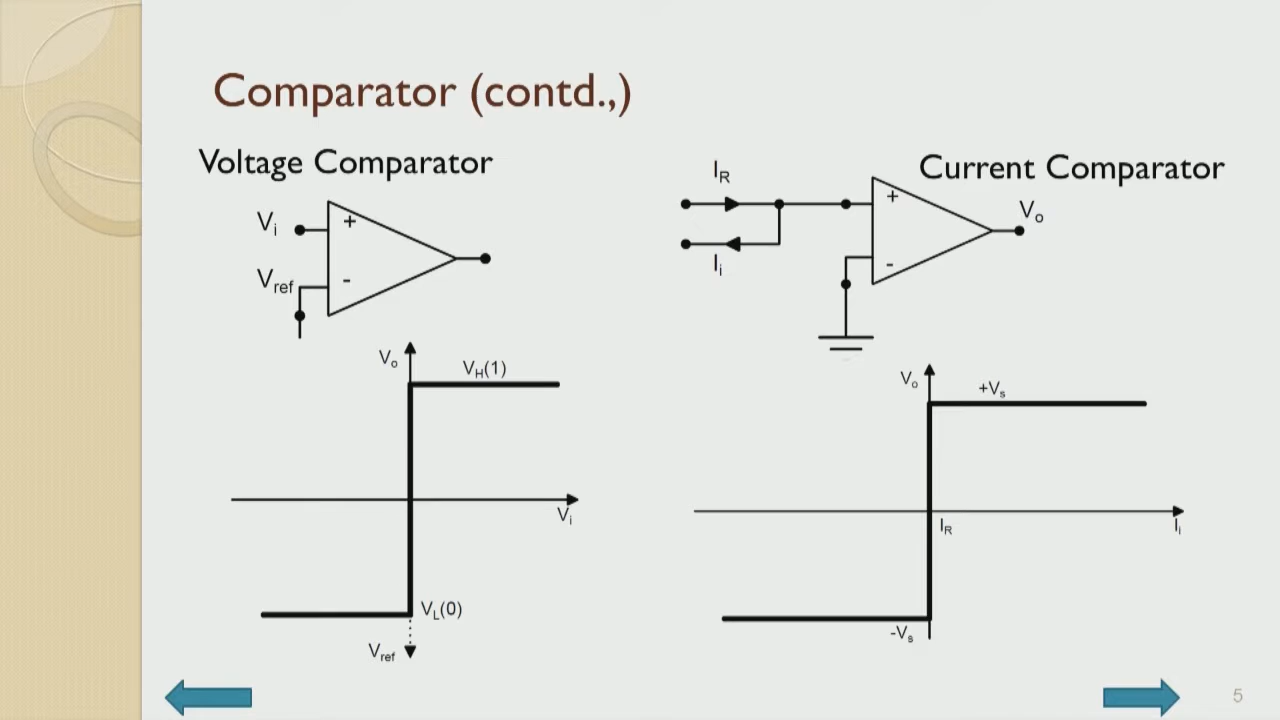 Comparator (contd.,)
Voltage Comparator
Vi
+
Vref
-
Vo
VH(1)
Vi
VL(0)
Vref
Current Comparator
IR
Ii
+
-
Vo
Vo
+Vs
IR
Ii
-Vs
5